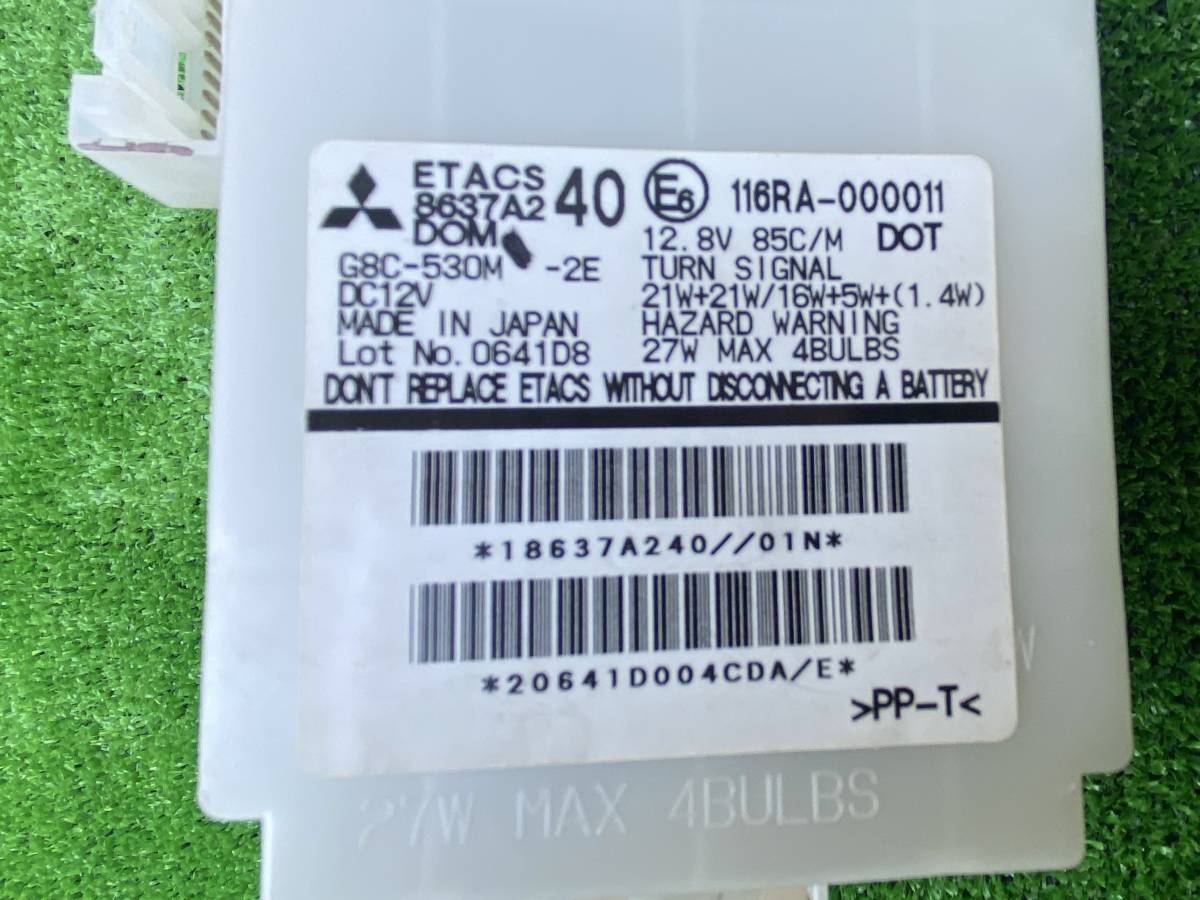 ETACS
8637A2 40
DOM
G8C-530M -2E
DC12V
MADE IN JAPAN
Lot No. 0641D8
E6 116RA-000011
12.8V 85C/M DOT
TURN SIGNAL
21W+21W/16W+5W+(1.4W)
HAZARD WARNING
27W MAX 4BULBS
DON'T REPLACE ETACS WITHOUT DISCONNECTING A BATTERY
*18637A240//01N*
*20641D004CDA/E*
>PP-T<
27W MAX 4BULBS